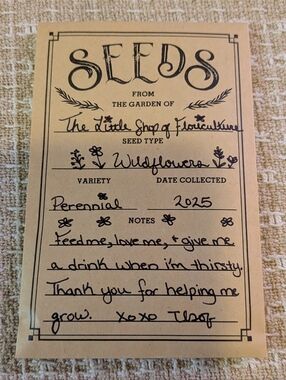 SEEDS
FROM
THE GARDEN OF
The Little Shop of Floriculture
SEED TYPE
Wildflowers
VARIETY DATE COLLECTED
Perennial 2025
NOTES
Feed me, love me, + give me
a drink when i'm thirsty.
Thank you for helping me
grow. XoXo TLSOF